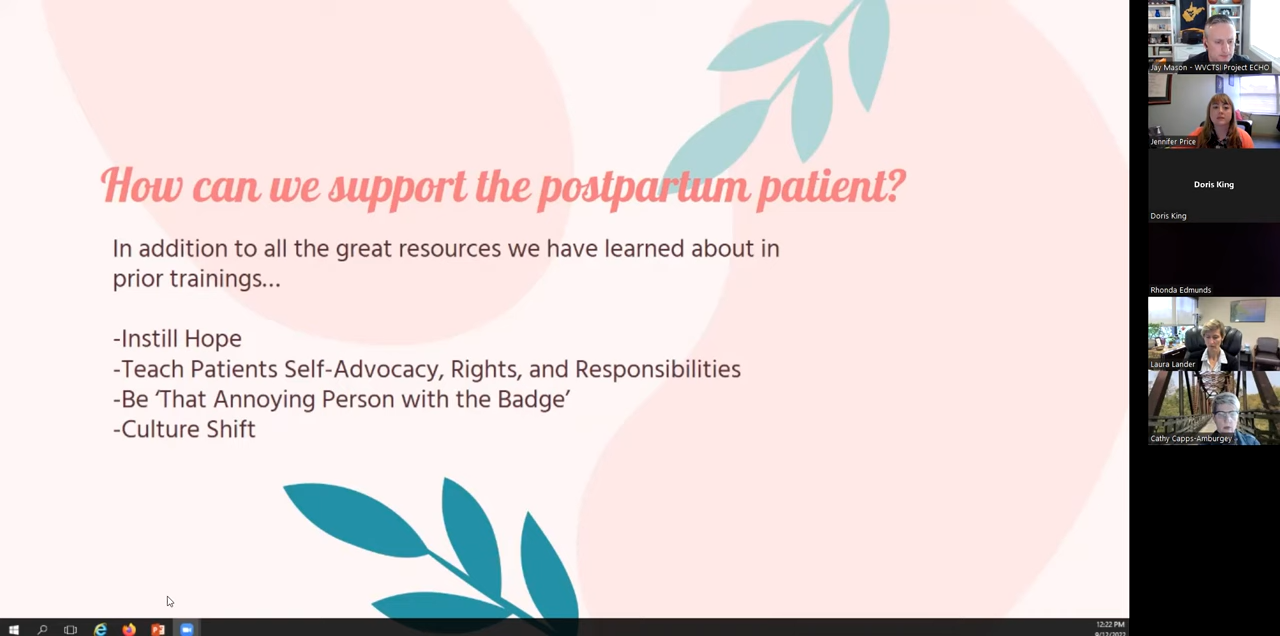 How can we support the postpartum patient?
In addition to all the great resources we have learned about in
prior trainings...
-Instill Hope
-Teach Patients Self-Advocacy, Rights, and Responsibilities
-Be ‘That Annoying Person with the Badge’
-Culture Shift
Jay Mason - WVCTSI Project ECHO
Jennifer Price
Doris King
Doris King
Rhonda Edmunds
Laura Lander
Cathy Capps-Amburgey
12:22 PM
9/12/2022